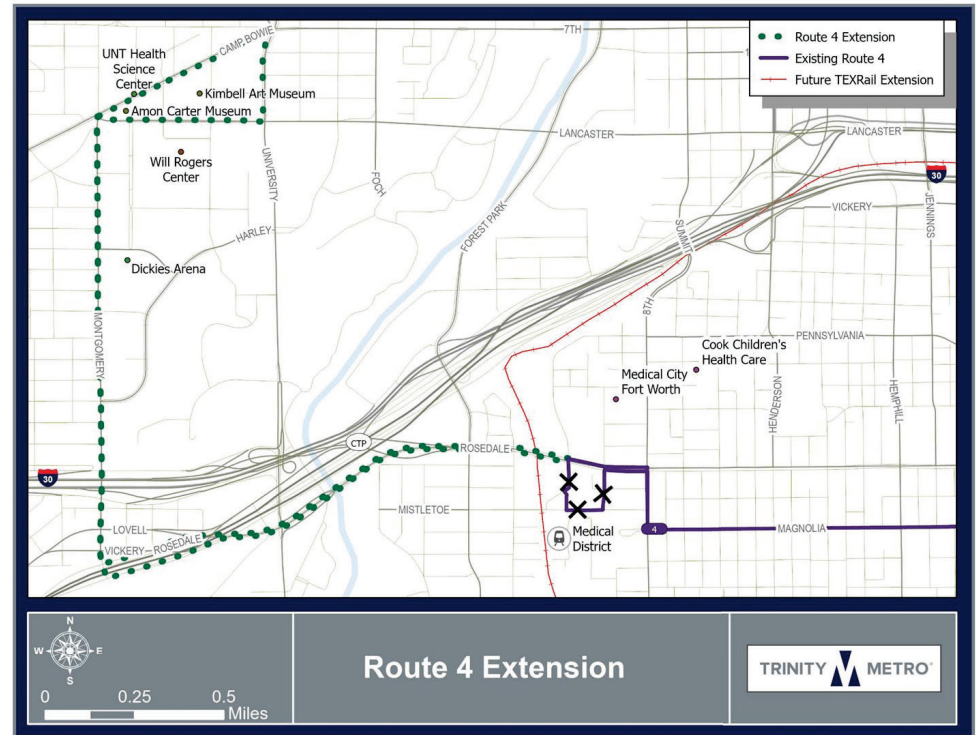 7TH
Route 4 Extension
Existing Route 4
Future TEXRail Extension
CAMP BOWIE
UNT Health
Science
Center
Kimbell Art Museum
Amon Carter Museum
LANCASTER
LANCASTER
Will Rogers
Center
UNIVERSITY
FOCH
30
VICKERY
JENNINGS
FOREST PARK
SUMMIT
HARLEY
Dickies Arena
8TH
MONTGOMERY
PENNSYLVANIA
Cook Children's
Health Care
Medical City
Fort Worth
HENDERSON
HEMPHILL
CTP
ROSEDALE
30
MISTLETOE
LOVELL
4
MAGNOLIA
Medical
District
VICKERY
ROSEDALE
N
W
E
S
0
0.25
0.5
Miles
Route 4 Extension
TRINITY
METRO